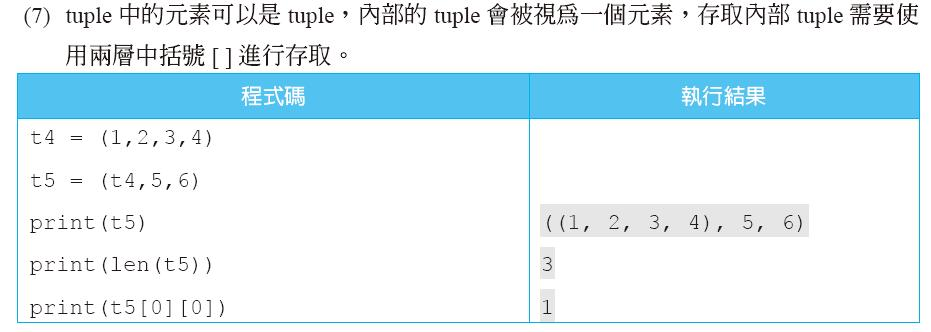 (7) tuple 中的元素可以是 tuple，內部的 tuple 會被視為一個元素，存取內部 tuple 需要使
用兩層中括號 [ ] 進行存取。
程式碼 執行結果
t4 = (1,2,3,4)
t5 = (t4,5,6)
print(t5) ((1, 2, 3, 4), 5, 6)
print(len(t5)) 3
print(t5[0][0]) 1